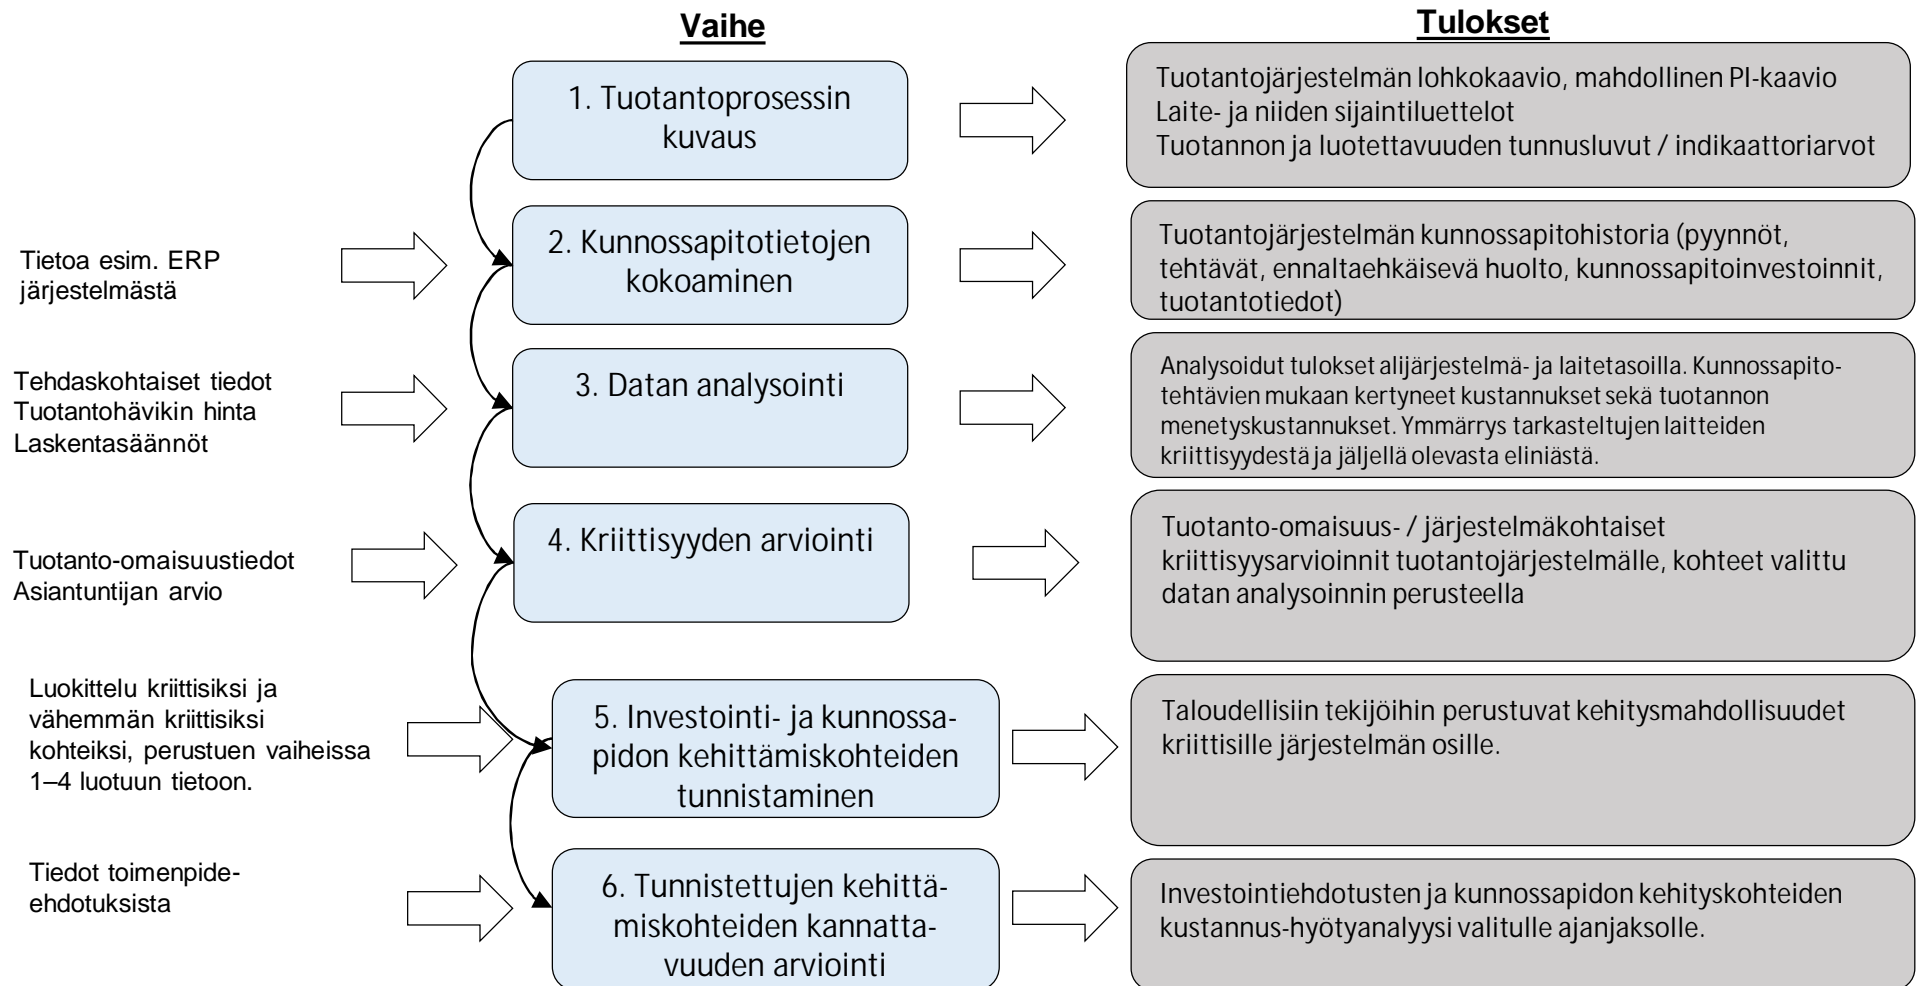 Vaihe
Tulokset
1. Tuotantoprosessin
kuvaus
Tuotantojärjestelmän lohkokaavio, mahdollinen PI-kaavio
Laite- ja niiden sijaintiluettelot
Tuotannon ja luotettavuuden tunnusluvut / indikaattoriarvot
Tietoa esim. ERP
järjestelmästä
2. Kunnossapitotietojen
kokoaminen
Tuotantojärjestelmän kunnossapitohistoria (pyynnöt,
tehtävät, ennaltaehkäisevä huolto, kunnossapitoinvestoinnit,
tuotantotiedot)
Tehdaskohtaiset tiedot
Tuotantohävikin hinta
Laskentasäännöt
3. Datan analysointi
Analysoidut tulokset alijärjestelmä- ja laitetasoilla. Kunnossapito-
tehtävien mukaan kertyneet kustannukset sekä tuotannon
menetyskustannukset. Ymmärrys tarkasteltujen laitteiden
kriittisyydestä ja jäljellä olevasta eliniästä.
Tuotanto-omaisuustiedot
Asiantuntijan arvio
4. Kriittisyyden arviointi
Tuotanto-omaisuus- / järjestelmäkohtaiset
kriittisyysarvioinnit tuotantojärjestelmälle, kohteet valittu
datan analysoinnin perusteella
Luokittelu kriittisiksi ja
vähemmän kriittisiksi
kohteiksi, perustuen vaiheissa
1–4 luotuun tietoon.
5. Investointi- ja kunnossa-
pidon kehittämiskohteiden
tunnistaminen
Taloudellisiin tekijöihin perustuvat kehitysmahdollisuudet
kriittisille järjestelmän osille.
Tiedot toimenpide-
ehdotuksista
6. Tunnistettujen kehittä-
miskohteiden kannatta-
vuuden arviointi
Investointiehdotusten ja kunnossapidon kehityskohteiden
kustannus-hyötyanalyysi valitulle ajanjaksolle.